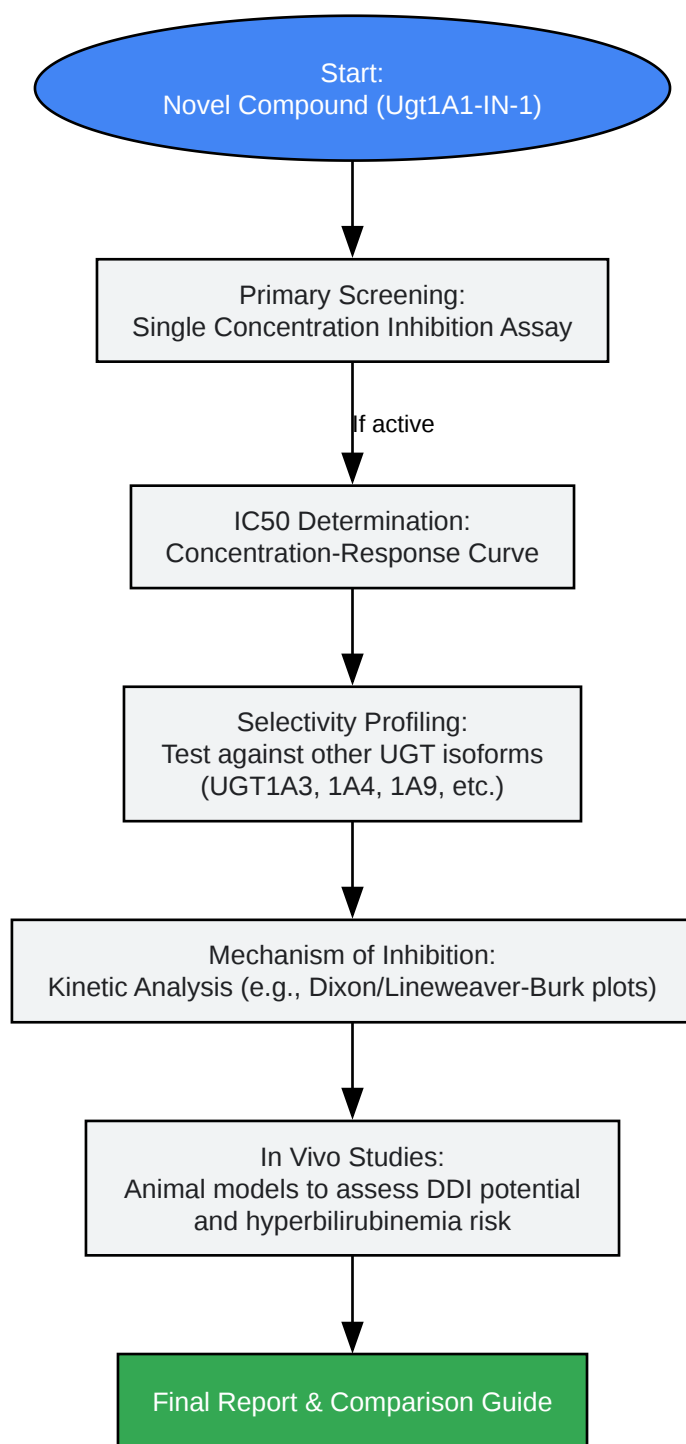 Start:
Novel Compound (Ugt1A1-IN-1)
Primary Screening:
Single Concentration Inhibition Assay
If active
IC50 Determination:
Concentration-Response Curve
Selectivity Profiling:
Test against other UGT isoforms
(UGT1A3, 1A4, 1A9, etc.)
Mechanism of Inhibition:
Kinetic Analysis (e.g., Dixon/Lineweaver-Burk plots)
In Vivo Studies:
Animal models to assess DDI potential
and hyperbilirubinemia risk
Final Report & Comparison Guide